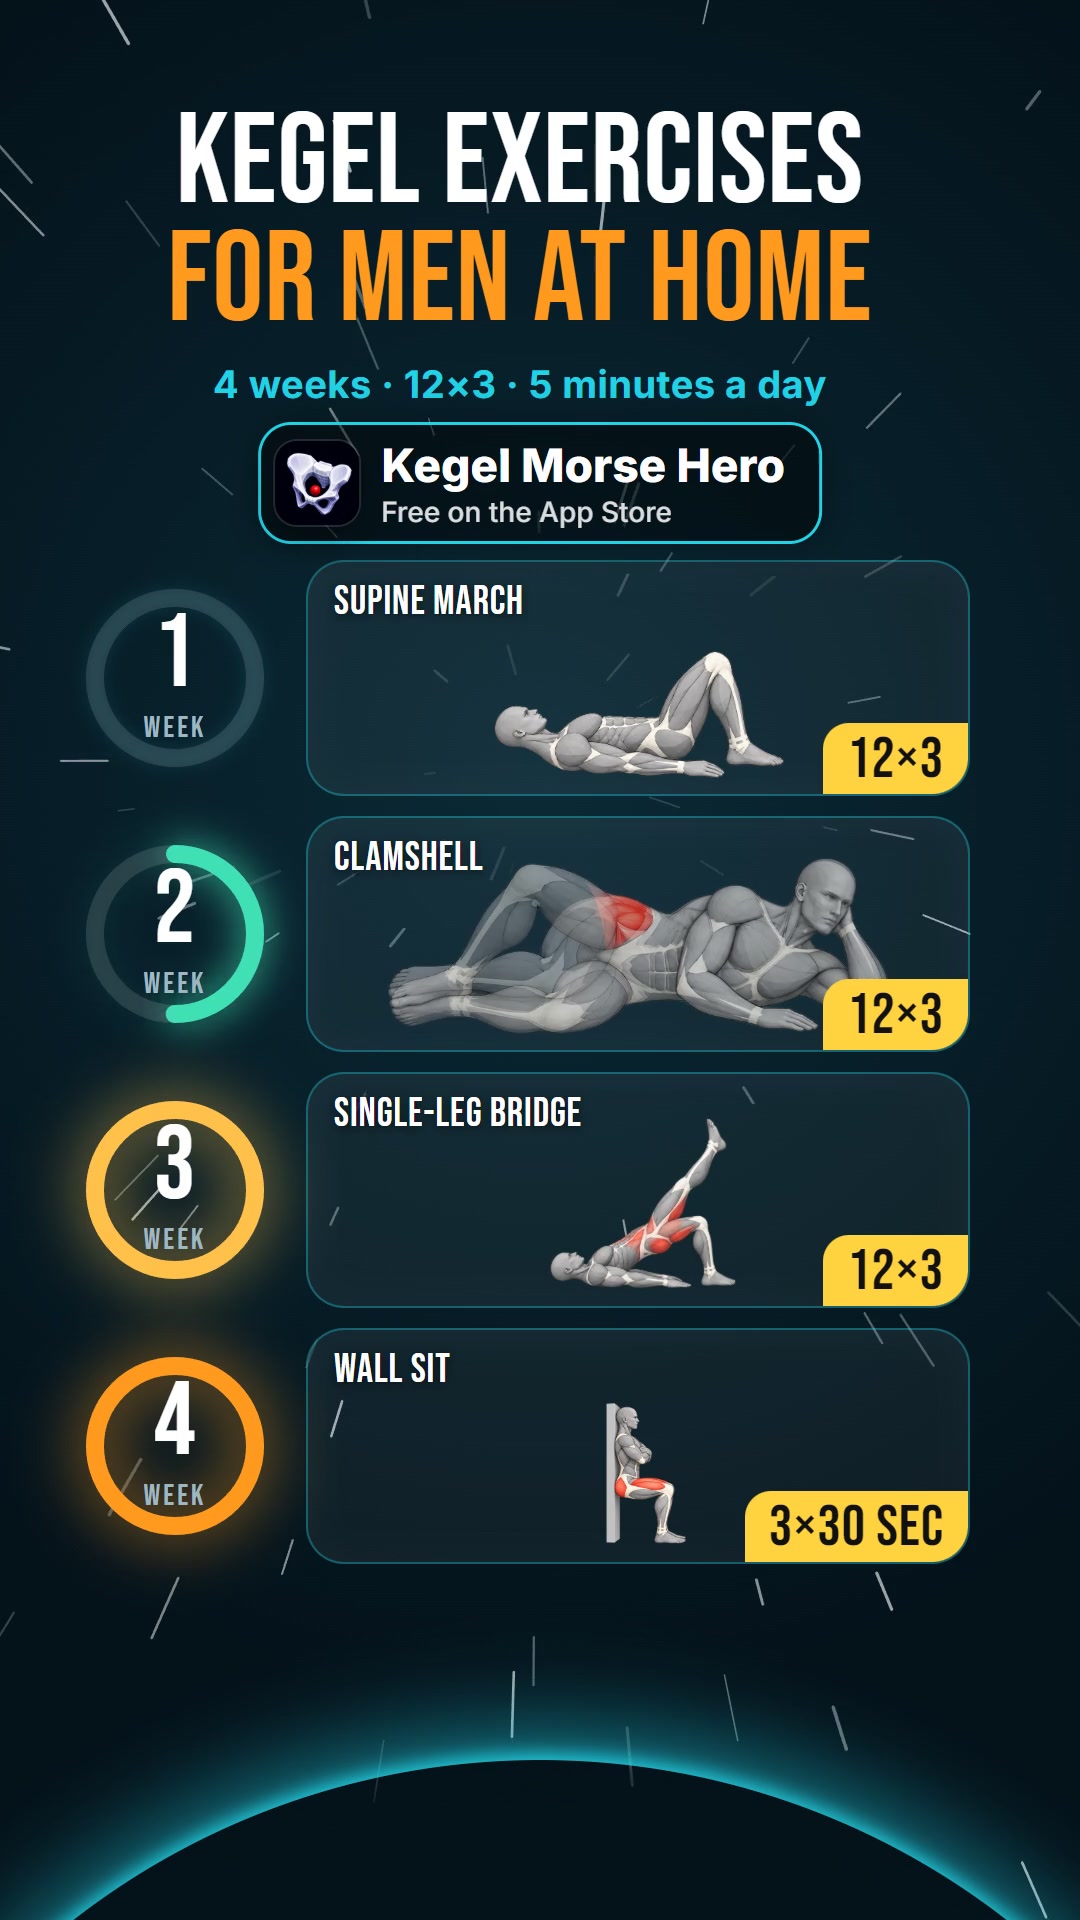 KEGEL EXERCISES
FOR MEN AT HOME
4 weeks · 12×3 · 5 minutes a day
Kegel Morse Hero
Free on the App Store
1
WEEK
SUPINE MARCH
12×3
2
WEEK
CLAMSHELL
12×3
3
WEEK
SINGLE-LEG BRIDGE
12×3
4
WEEK
WALL SIT
3×30 SEC